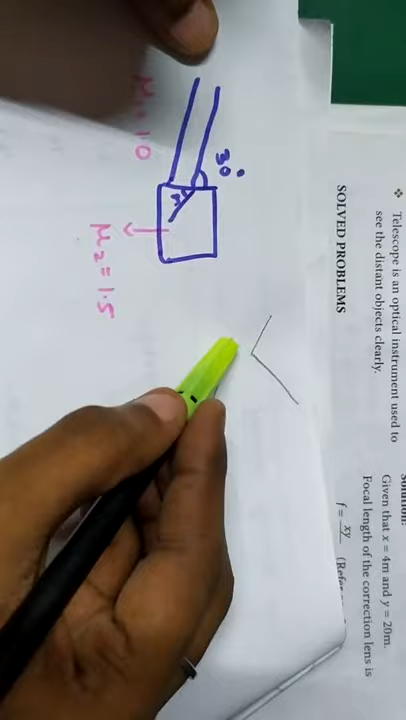 ❖ Telescope is an optical instrument used to
see the distant objects clearly.
SOLVED PROBLEMS
Solution:
Given that x = 4m and y = 20m.
Focal length of the correction lens is
f = xy
30°
= 1.0
μ₂ = 1.5